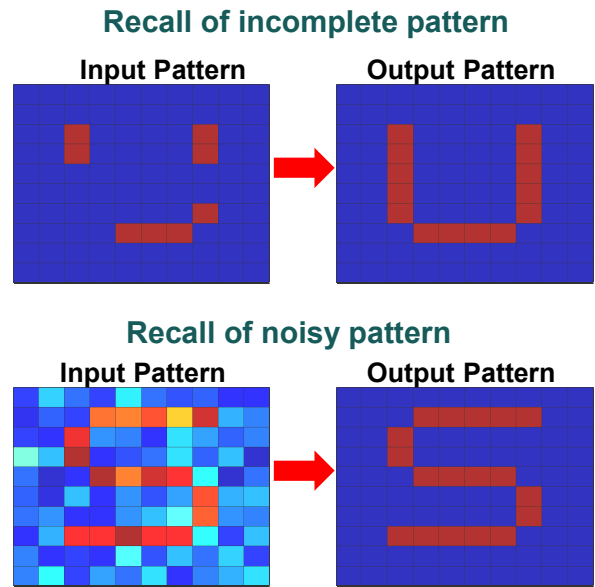 Recall of incomplete pattern
Input Pattern
Output Pattern
Recall of noisy pattern
Input Pattern
Output Pattern